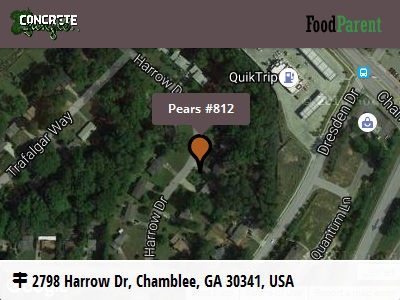 CONCRETE
Jungle
FoodParent
Harrow Dr
QuikTrip
Pears #812
Dresden Dr
Cham
Trafalgar Way
Harrow Dr
Quantum Ln
2798 Harrow Dr, Chamblee, GA 30341, USA